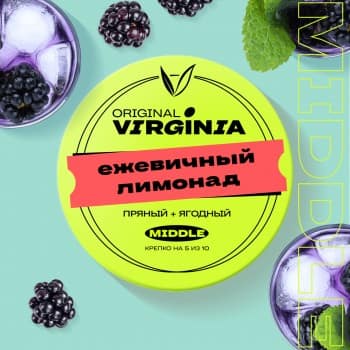 ORIGINAL
VIRGINIA
ежевичный
лимонад
ПРЯНЫЙ + ЯГОДНЫЙ
MIDDLE
КРЕПКО НА 5 ИЗ 10
MIDDLE